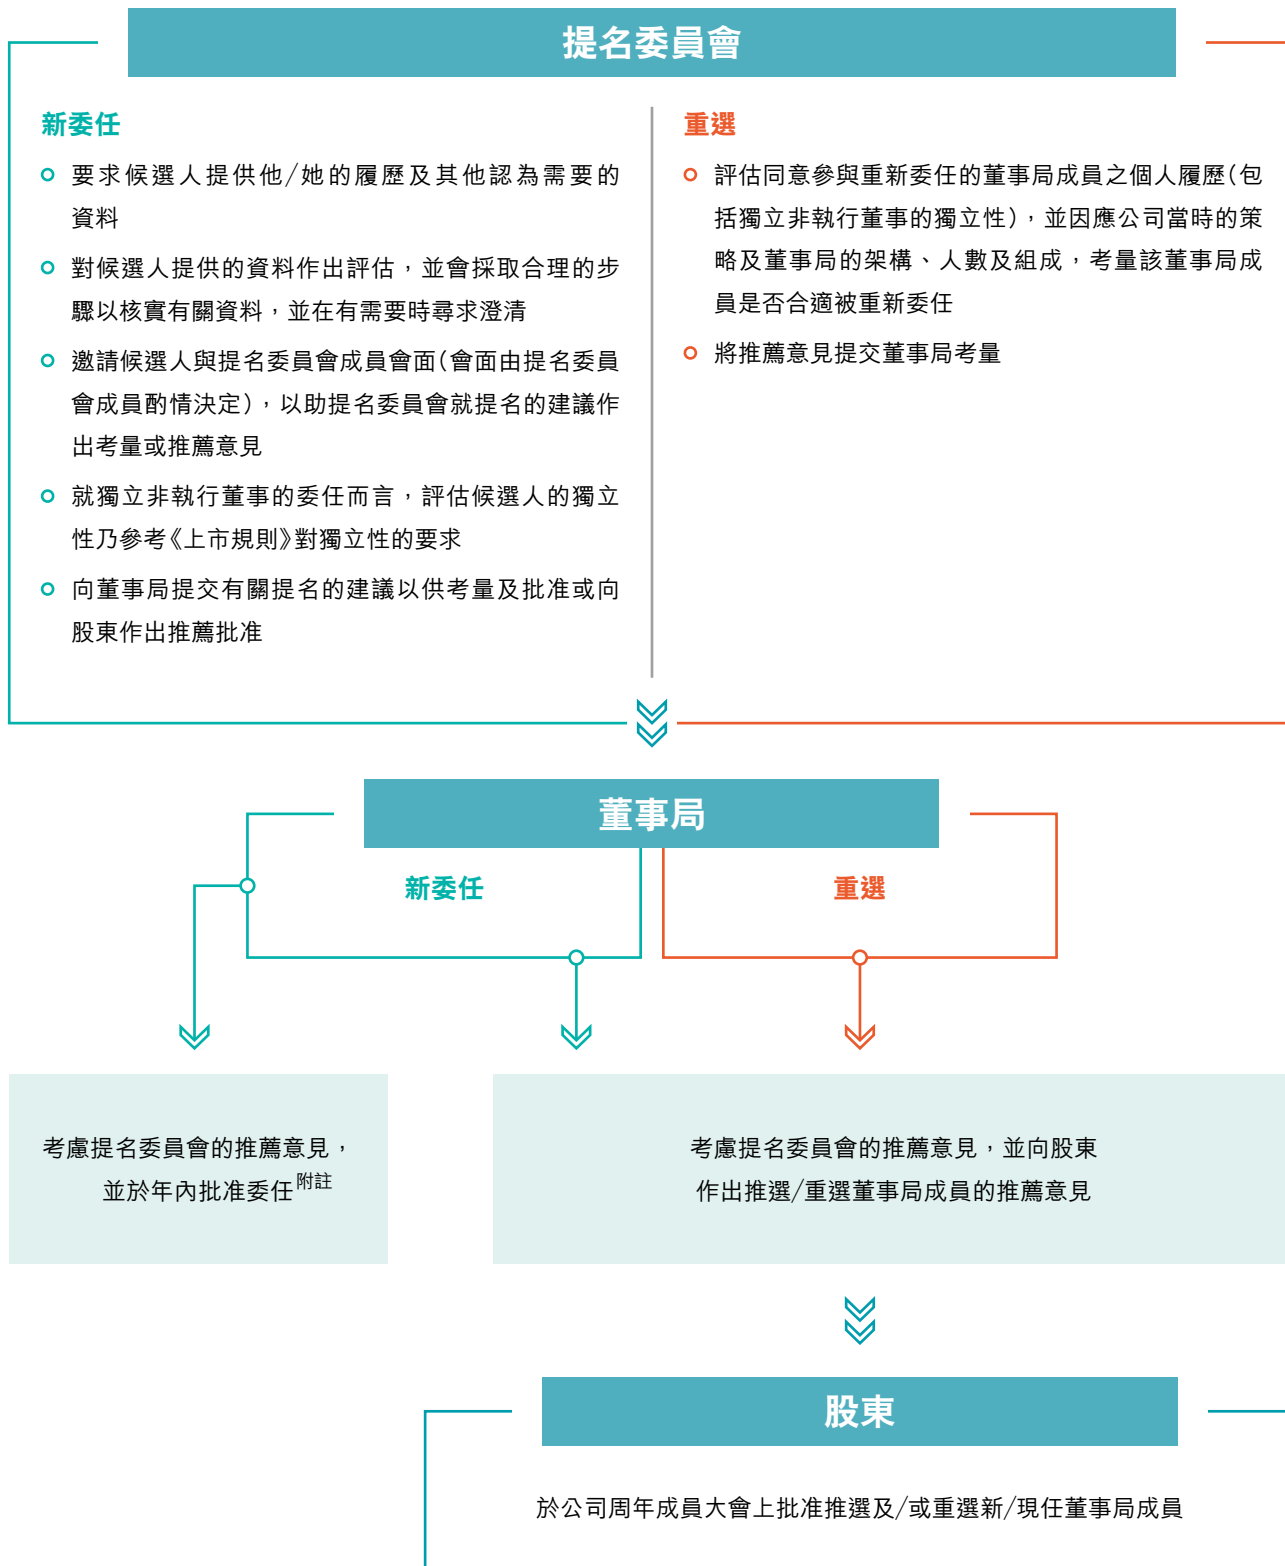 提名委員會
新委任
要求候選人提供他/她的履歷及其他認為需要的
資料
對候選人提供的資料作出評估，並會採取合理的步
驟以核實有關資料，並在有需要時尋求澄清
邀請候選人與提名委員會成員會面（會面由提名委員
會成員酌情決定），以助提名委員會就提名的建議作
出考量或推薦意見
就獨立非執行董事的委任而言，評估候選人的獨立
性乃參考《上市規則》對獨立性的要求
向董事局提交有關提名的建議以供考量及批准或向
股東作出推薦批准
重選
評估同意參與重新委任的董事局成員之個人履歷（包
括獨立非執行董事的獨立性），並因應公司當時的策
略及董事局的架構、人數及組成，考量該董事局成
員是否合適被重新委任
將推薦意見提交董事局考量
董事局
新委任
重選
考慮提名委員會的推薦意見，
並於年內批准委任附註
考慮提名委員會的推薦意見，並向股東
作出推選/重選董事局成員的推薦意見
股東
於公司周年成員大會上批准推選及/或重選新/現任董事局成員